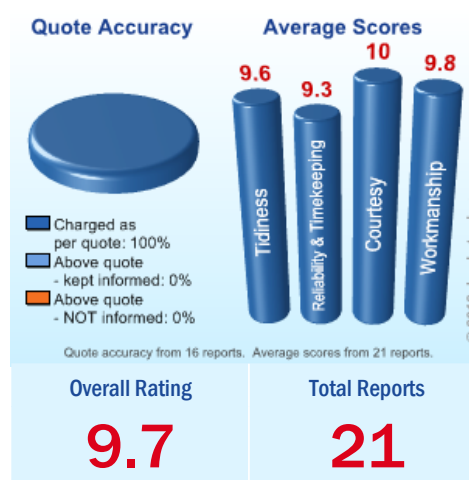 Quote Accuracy
Average Scores
9.6
9.3
10
9.8
Tidiness
Reliability & Timekeeping
Courtesy
Workmanship
Charged as
per quote: 100%
Above quote
- kept informed: 0%
Above quote
- NOT informed: 0%
Quote accuracy from 16 reports. Average scores from 21 reports.
Overall Rating
Total Reports
9.7
21